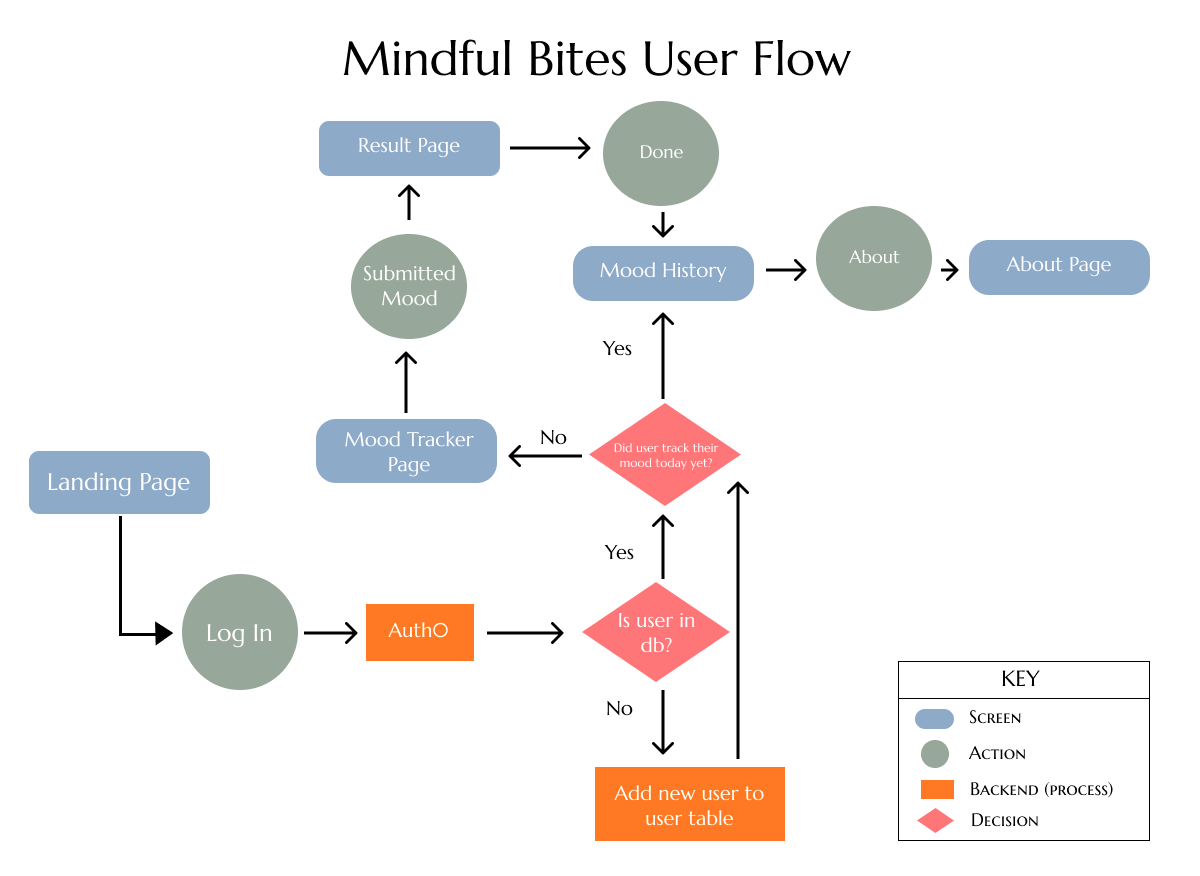 Mindful Bites User Flow
Result Page
Done
Submitted
Mood
Mood History
About
About Page
Yes
Mood Tracker
Page
No
Did user track their
mood today yet?
Landing Page
Yes
Log In
Auth0
Is user in
db?
No
Add new user to
user table
KEY
Screen
Action
Backend (process)
Decision